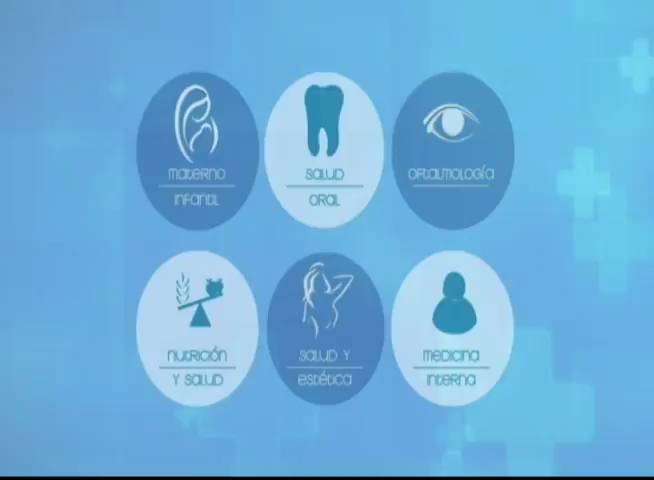 materno
infantil
salud
oral
oftalmología
nutrición
y salud
salud y
estética
medicina
interna